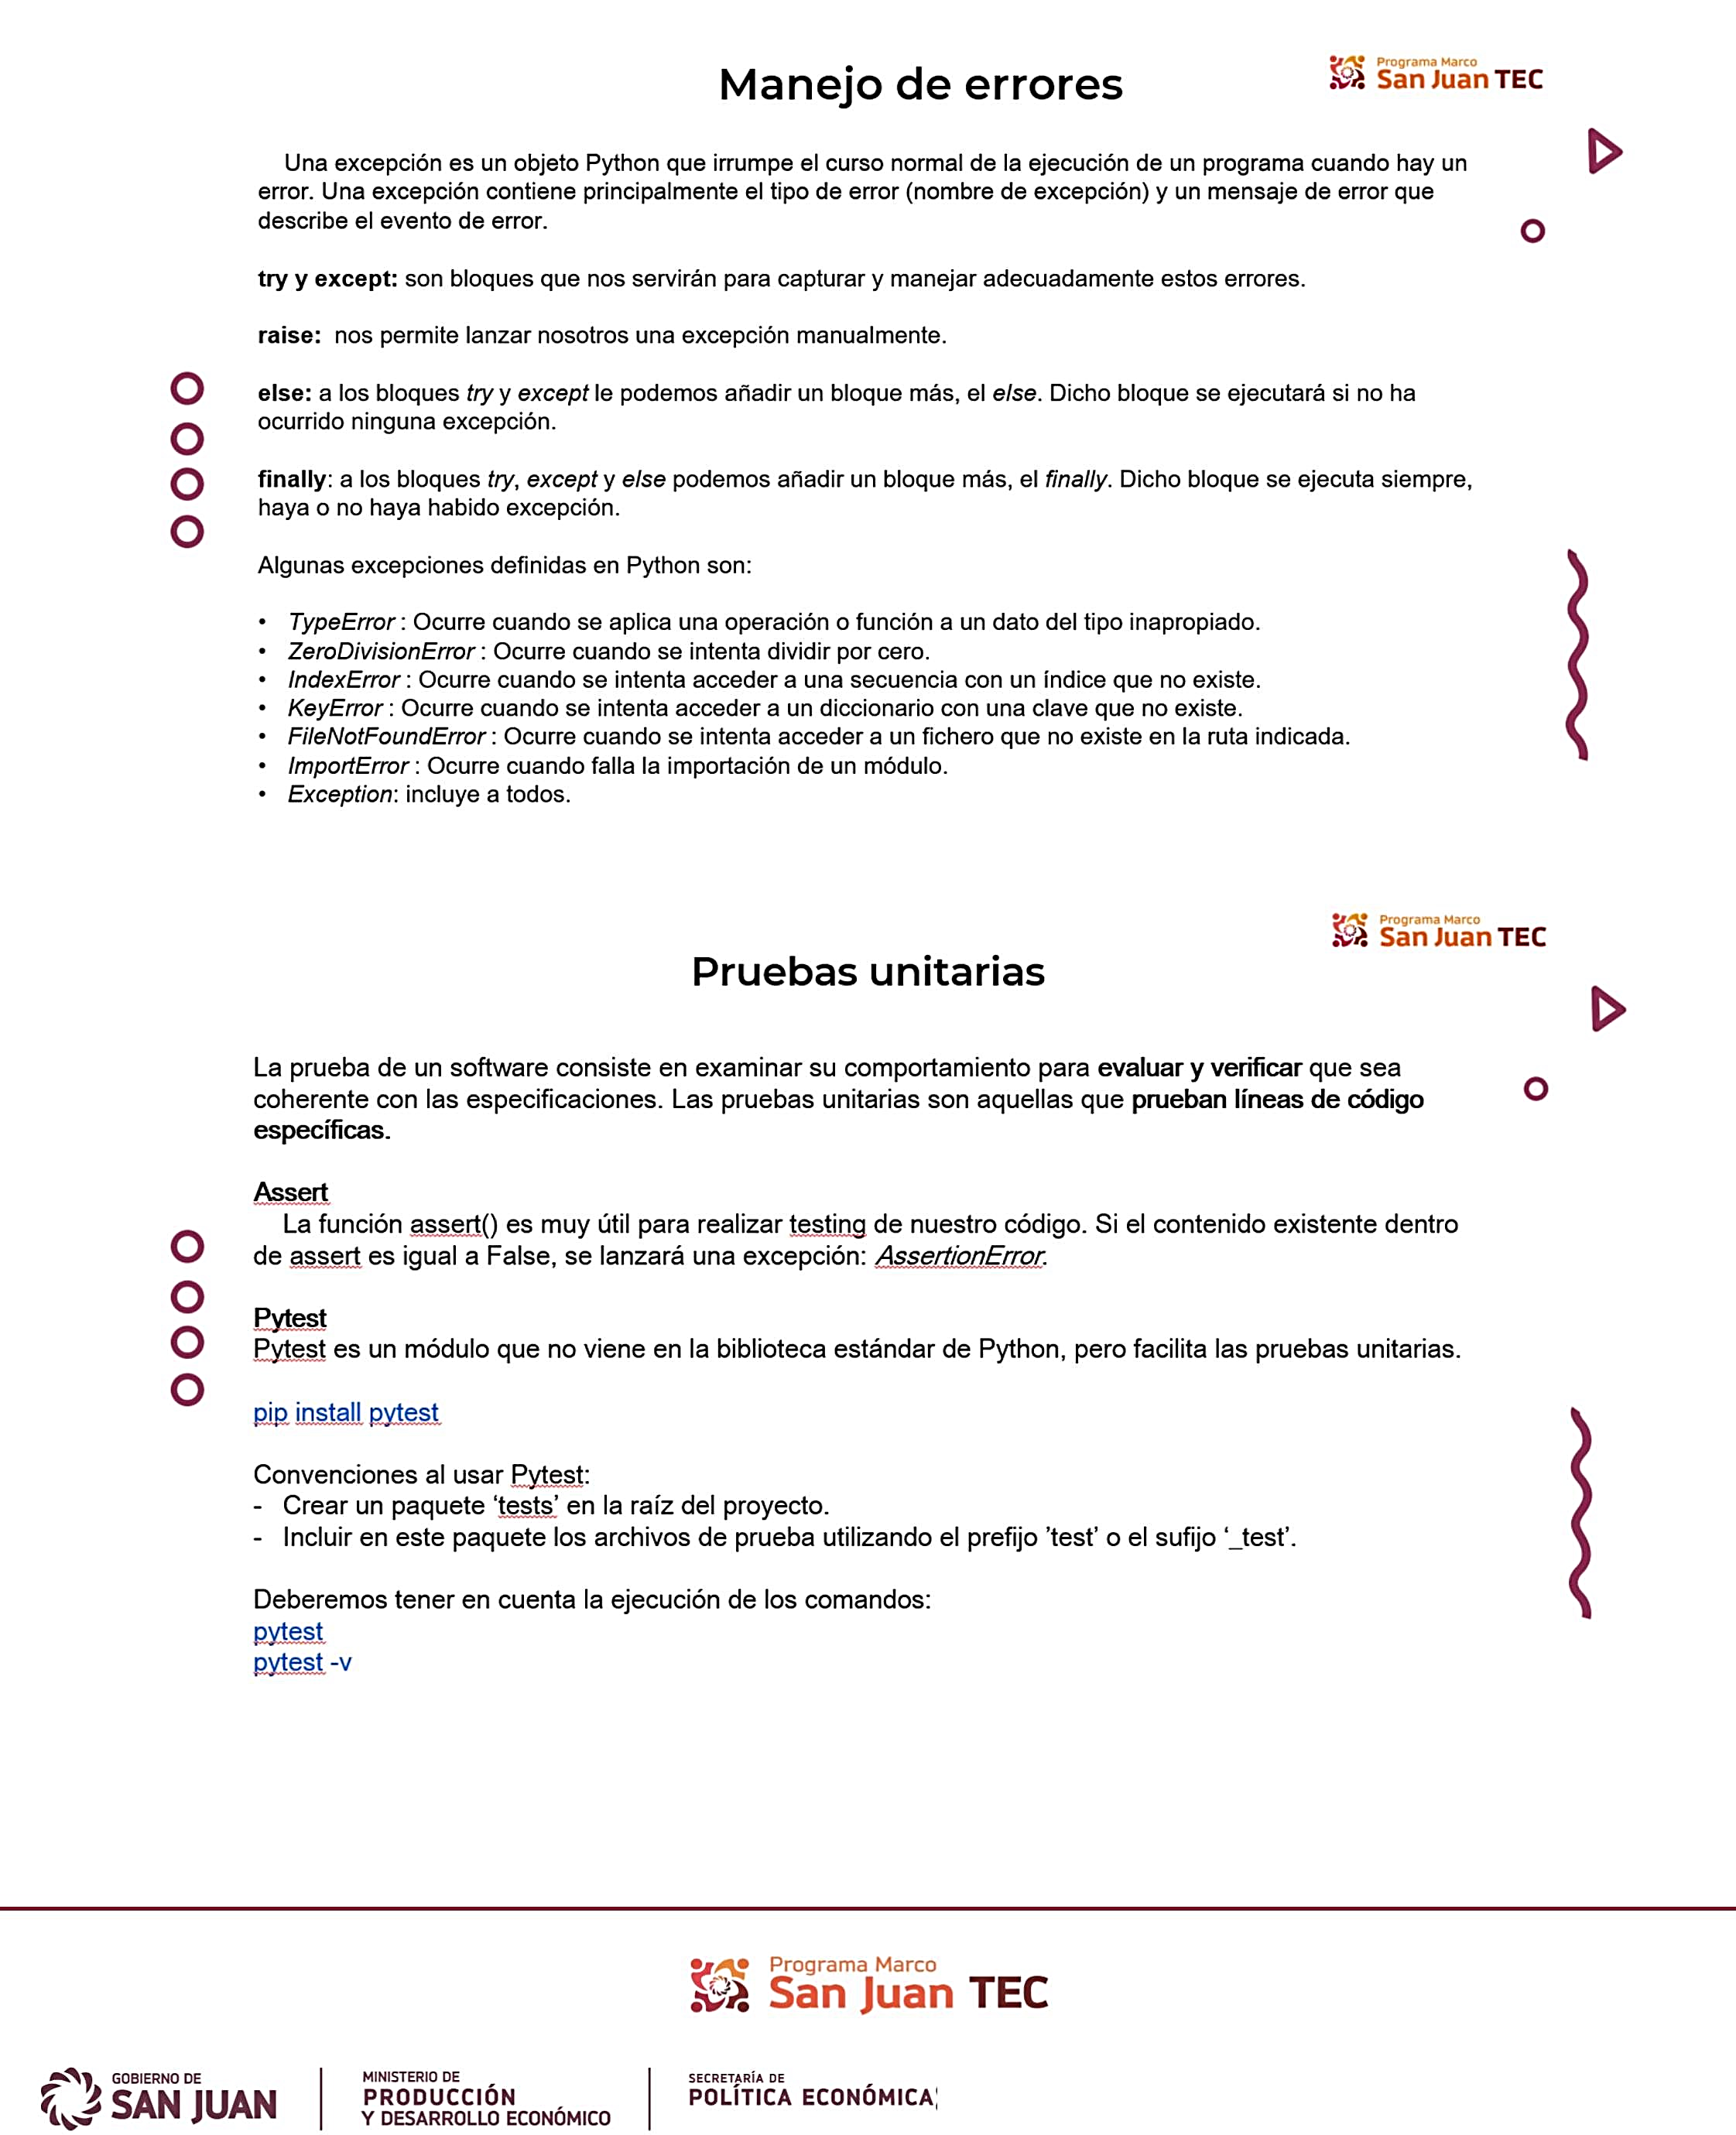 Manejo de errores
Programa Marco
San Juan TEC
Una excepción es un objeto Python que irrumpe el curso normal de la ejecución de un programa cuando hay un
error. Una excepción contiene principalmente el tipo de error (nombre de excepción) y un mensaje de error que
describe el evento de error.
try y except: son bloques que nos servirán para capturar y manejar adecuadamente estos errores.
raise: nos permite lanzar nosotros una excepción manualmente.
else: a los bloques try y except le podemos añadir un bloque más, el else. Dicho bloque se ejecutará si no ha
ocurrido ninguna excepción.
finally: a los bloques try, except y else podemos añadir un bloque más, el finally. Dicho bloque se ejecuta siempre,
haya o no haya habido excepción.
Algunas excepciones definidas en Python son:
• TypeError : Ocurre cuando se aplica una operación o función a un dato del tipo inapropiado.
• ZeroDivisionError : Ocurre cuando se intenta dividir por cero.
• IndexError : Ocurre cuando se intenta acceder a una secuencia con un índice que no existe.
• KeyError : Ocurre cuando se intenta acceder a un diccionario con una clave que no existe.
• FileNotFoundError : Ocurre cuando se intenta acceder a un fichero que no existe en la ruta indicada.
• ImportError : Ocurre cuando falla la importación de un módulo.
• Exception: incluye a todos.
Programa Marco
San Juan TEC
Pruebas unitarias
La prueba de un software consiste en examinar su comportamiento para evaluar y verificar que sea
coherente con las especificaciones. Las pruebas unitarias son aquellas que prueban líneas de código
específicas.
Assert
La función assert() es muy útil para realizar testing de nuestro código. Si el contenido existente dentro
de assert es igual a False, se lanzará una excepción: AssertionError.
Pytest
Pytest es un módulo que no viene en la biblioteca estándar de Python, pero facilita las pruebas unitarias.
pip install pytest
Convenciones al usar Pytest:
- Crear un paquete ‘tests’ en la raíz del proyecto.
- Incluir en este paquete los archivos de prueba utilizando el prefijo ’test’ o el sufijo ‘_test’.
Deberemos tener en cuenta la ejecución de los comandos:
pytest
pytest -v
Programa Marco
San Juan TEC
GOBIERNO DE
SAN JUAN
MINISTERIO DE
PRODUCCIÓN
Y DESARROLLO ECONÓMICO
SECRETARÍA DE
POLÍTICA ECONÓMICA